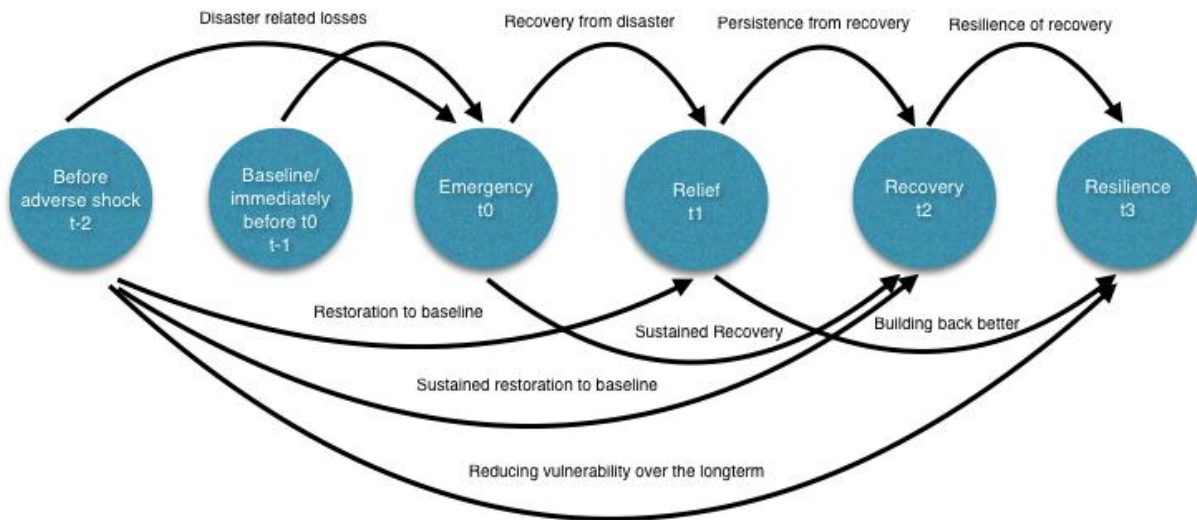 Disaster related losses
Recovery from disaster
Persistence from recovery
Resilience of recovery
Before
adverse shock
t-2
Baseline/
immediately
before t0
t-1
Emergency
t0
Relief
t1
Recovery
t2
Resilience
t3
Restoration to baseline
Sustained Recovery
Building back better
Sustained restoration to baseline
Reducing vulnerability over the longterm